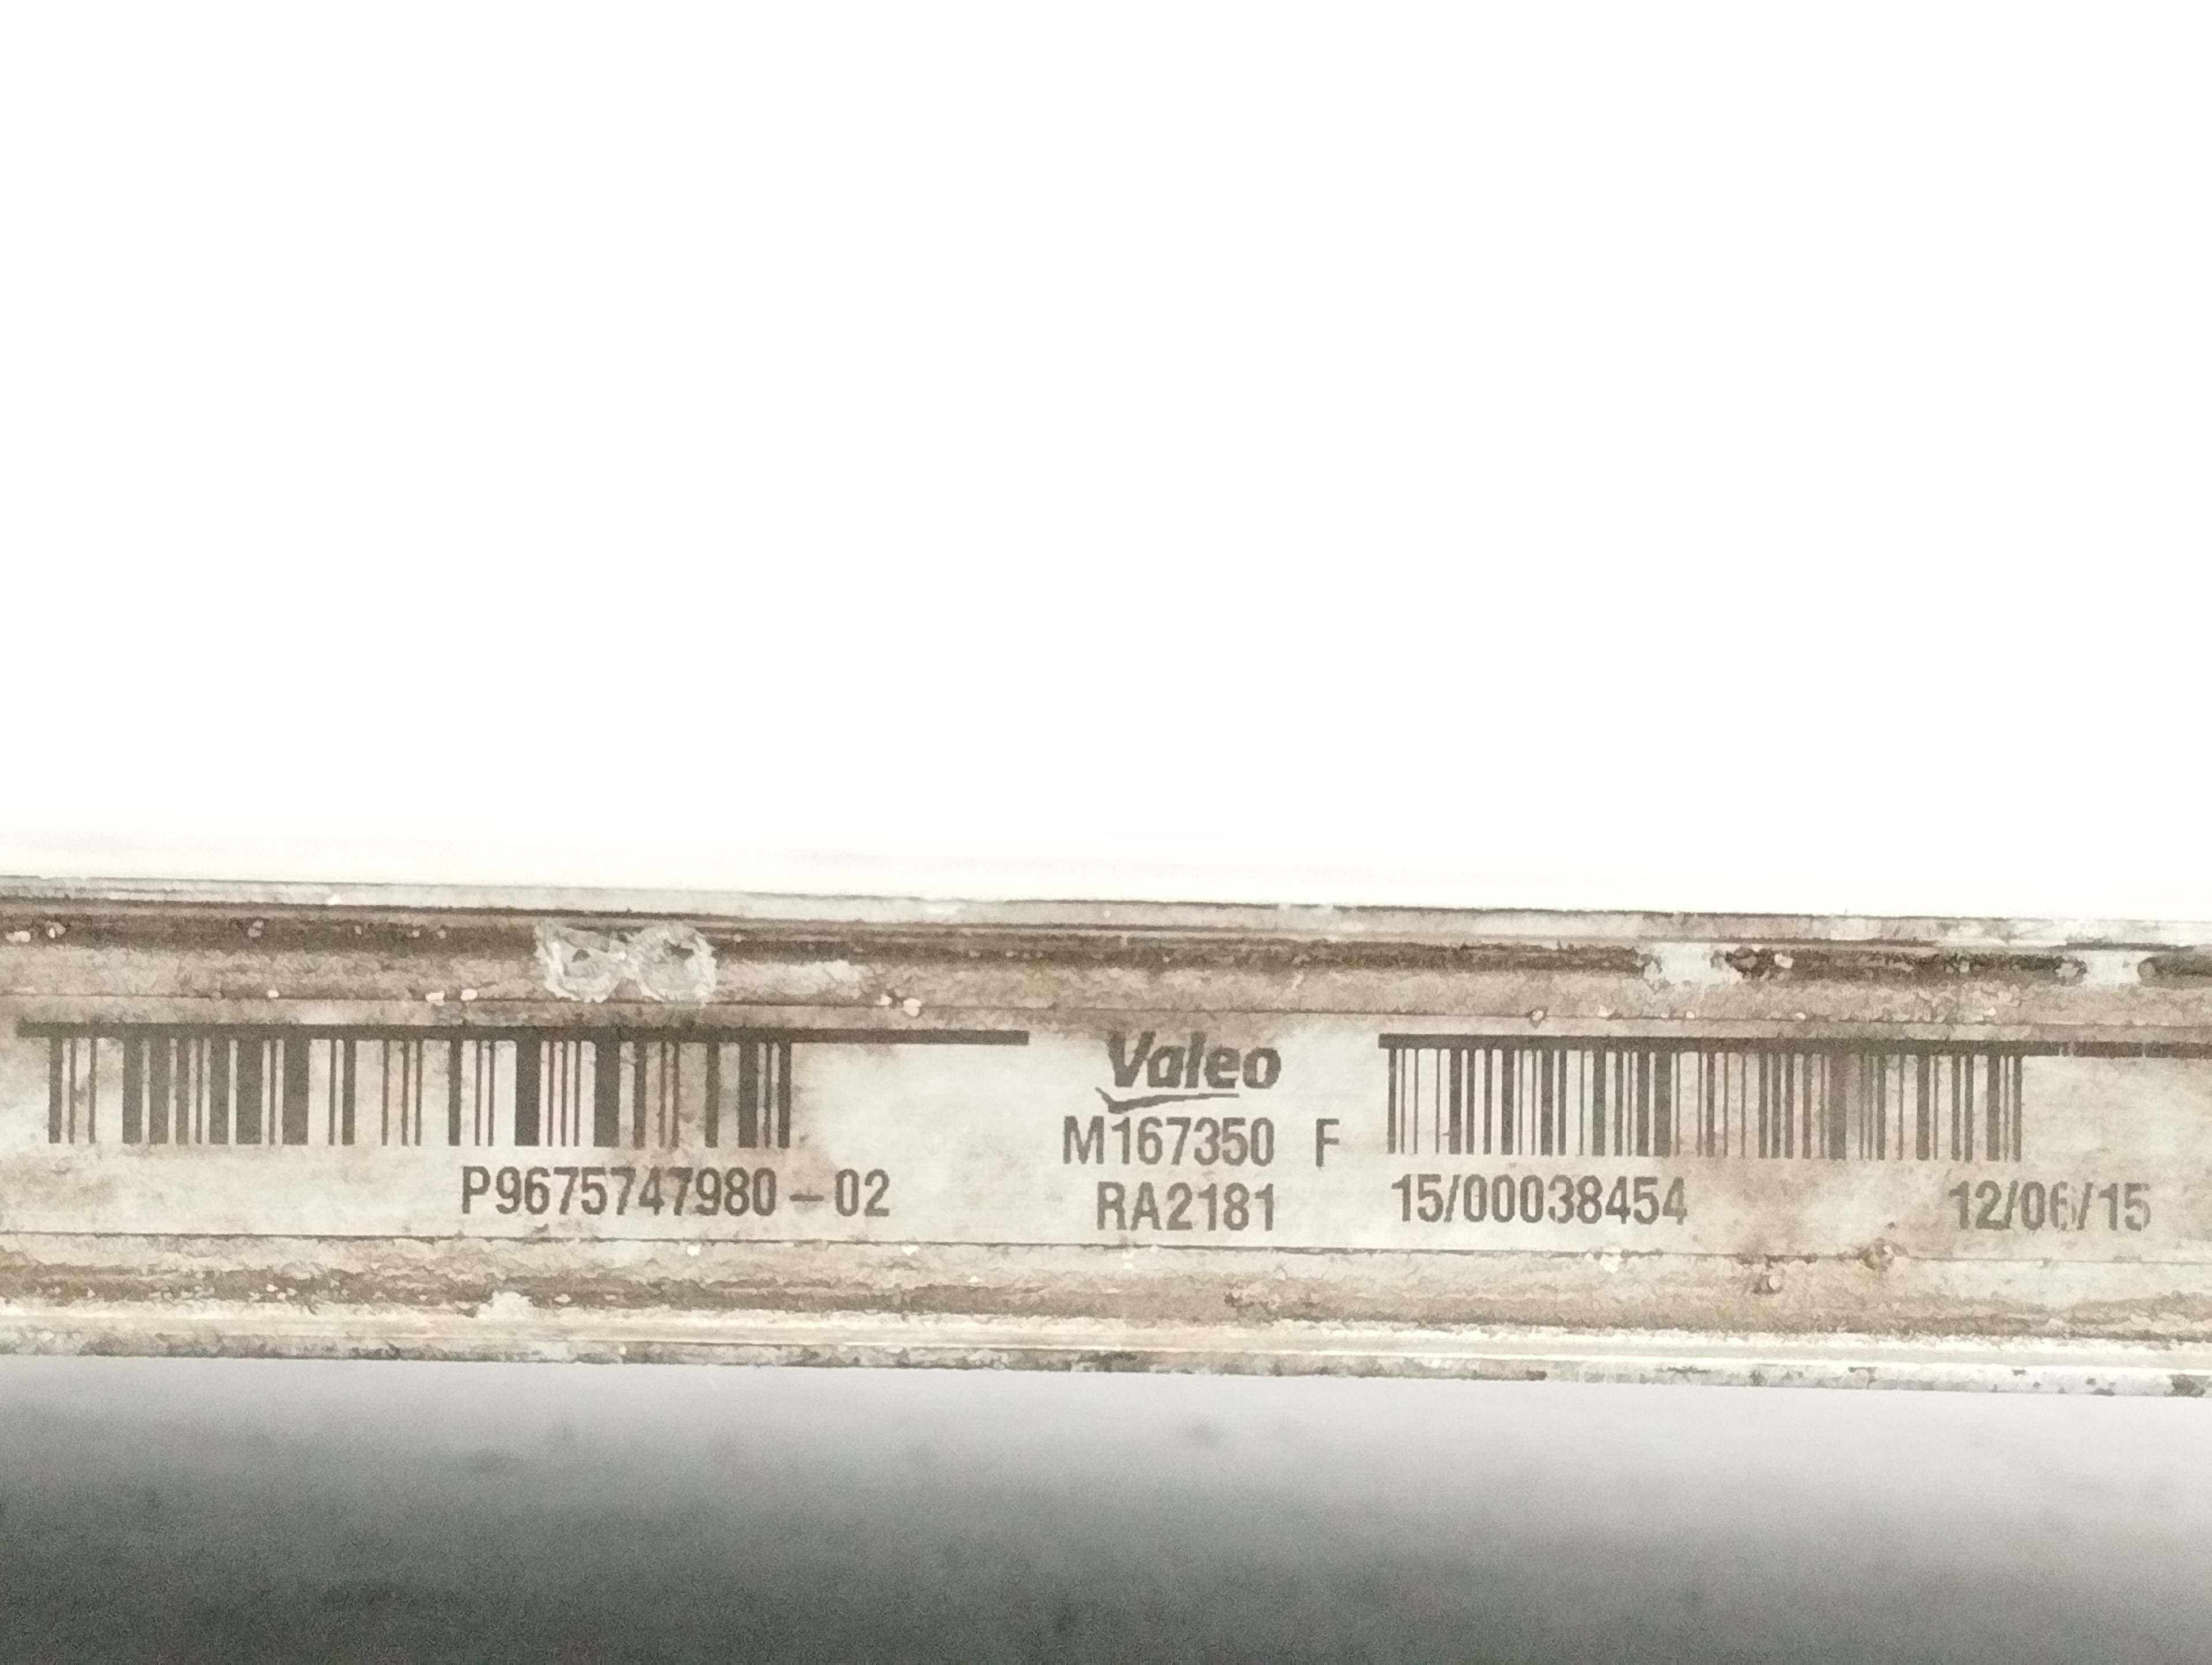 Valeo
M167350 F
P9675747980-02
RA2181
15/00038454
12/06/15